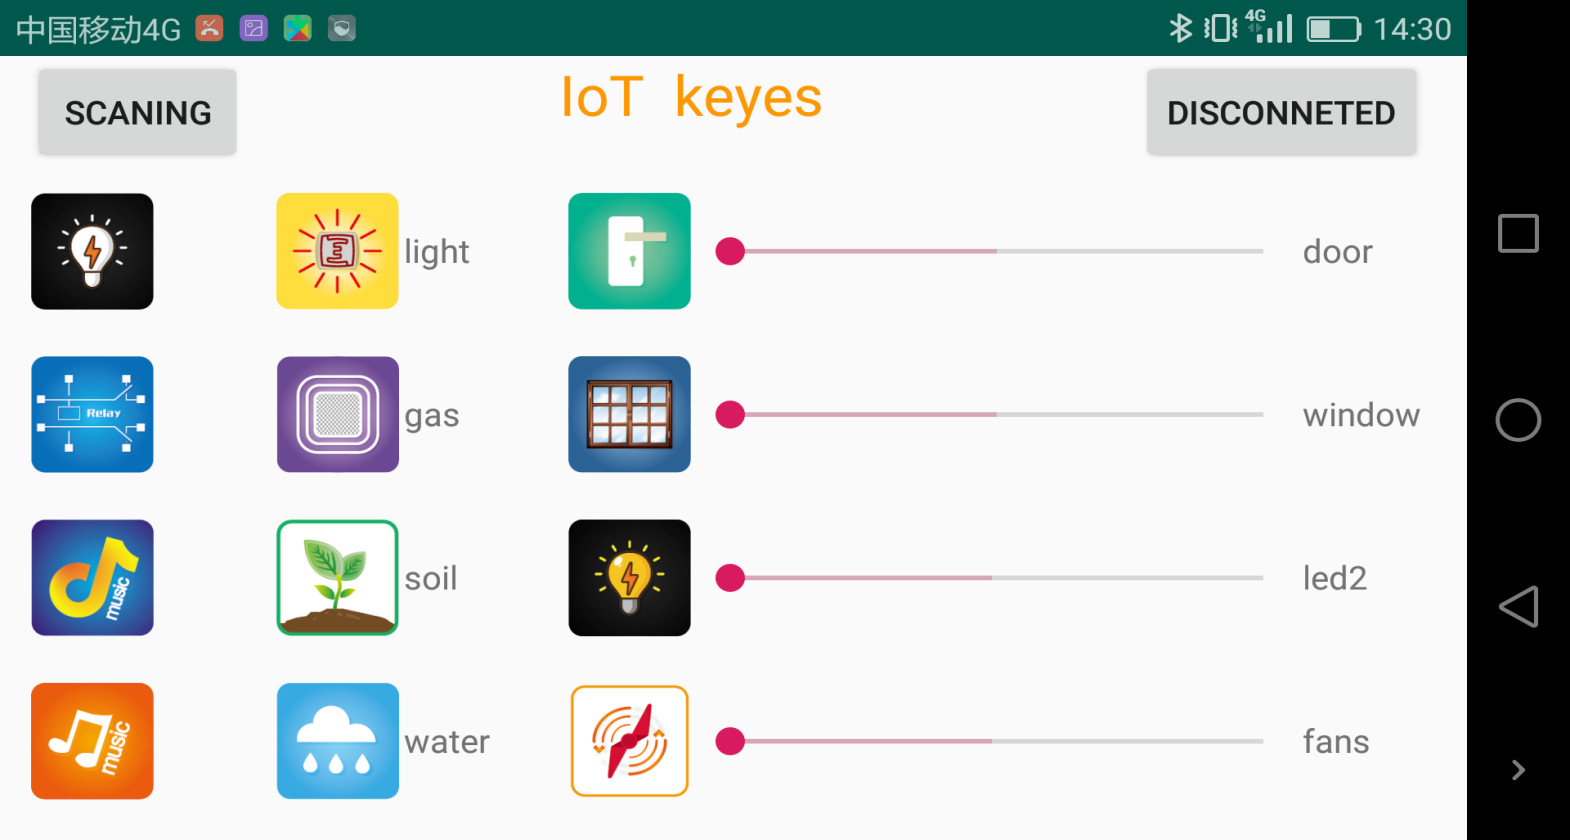 中国移动4G 4G 14:30
SCANING IoT keyes DISCONNETED
light door
Relay gas window
music soil led2
music water fans